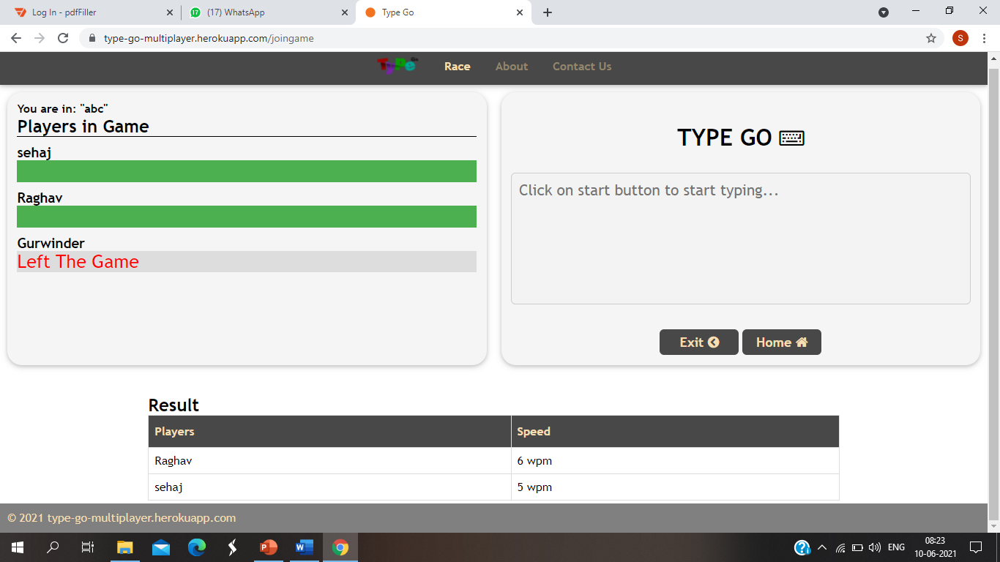 Log In - pdfFiller
17 (17) WhatsApp
Type Go
type-go-multiplayer.herokuapp.com/joingame
S
Type Race About Contact Us
You are in: "abc"
Players in Game
sehaj
Raghav
Gurwinder
Left The Game
TYPE GO
Click on start button to start typing...
Exit Home
Result
Players Speed
Raghav 6 wpm
sehaj 5 wpm
© 2021 type-go-multiplayer.herokuapp.com
ENG
08:23
10-06-2021